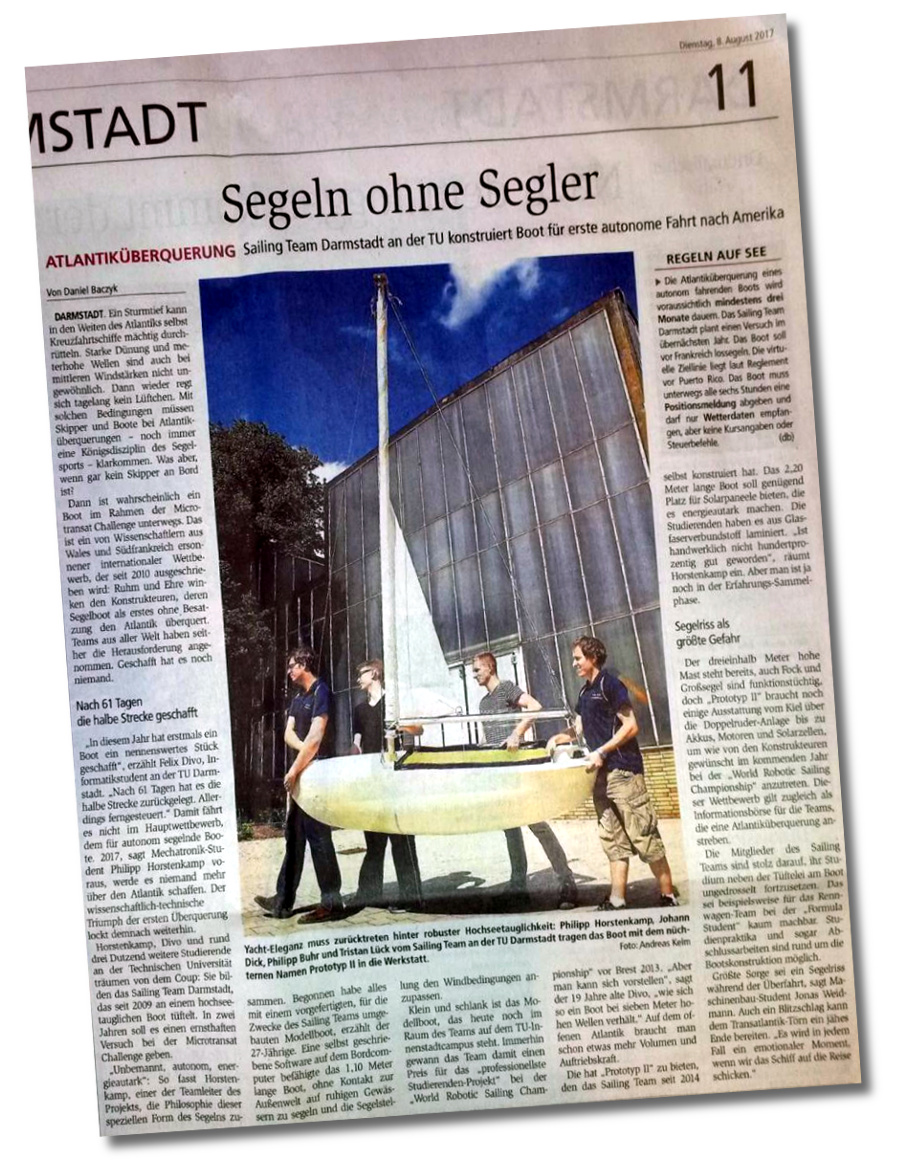 Dienstag, 8. August 2017
MSTADT
11
Segeln ohne Segler
ATLANTIKÜBERQUERUNG Sailing Team Darmstadt an der TU konstruiert Boot für erste autonome Fahrt nach Amerika
Von Daniel Baczyk
DARMSTADT. Ein Sturmtief kann
in den Weiten des Atlantiks selbst
Kreuzfahrtschiffe mächtig durch-
rütteln. Starke Dünung und me-
terhohe Wellen sind auch bei
mittleren Windstärken nicht un-
gewöhnlich. Dann wieder regt
sich tagelang kein Lüftchen. Mit
solchen Bedingungen müssen
Skipper und Boote bei Atlantik-
überquerungen – noch immer
eine Königsdisziplin des Segel-
sports – klarkommen. Was aber,
wenn gar kein Skipper an Bord
ist?
Dann ist wahrscheinlich ein
Boot im Rahmen der Micro-
transat Challenge unterwegs. Das
ist ein von Wissenschaftlern aus
Wales und Südfrankreich erson-
nener internationaler Wettbe-
werb, der seit 2010 ausgeschrie-
ben wird: Ruhm und Ehre win-
ken den Konstrukteuren, deren
Segelboot als erstes ohne Besat-
zung den Atlantik überquert.
Teams aus aller Welt haben seit-
her die Herausforderung ange-
nommen. Geschafft hat es noch
niemand.
Nach 61 Tagen
die halbe Strecke geschafft
„In diesem Jahr hat erstmals ein
Boot ein nennenswertes Stück
geschafft“, erzählt Felix Divo, In-
formatikstudent an der TU Darm-
stadt. „Nach 61 Tagen hat es die
halbe Strecke zurückgelegt. Aller-
dings ferngesteuert.“ Damit fährt
es nicht im Hauptwettbewerb,
dem für autonom segelnde Boo-
te. 2017, sagt Mechatronik-Stu-
dent Philipp Horstenkamp vo-
raus, werde es niemand mehr
über den Atlantik schaffen. Der
wissenschaftlich-technische
Triumph der ersten Überquerung
lockt demnach weiterhin.
Horstenkamp, Divo und rund
drei Dutzend weitere Studierende
an der Technischen Universität
träumen von dem Coup: Sie bil-
den das Sailing Team Darmstadt,
das seit 2009 an einem hochsee-
tauglichen Boot tüftelt. In zwei
Jahren soll es einen ernsthaften
Versuch bei der Microtransat
Challenge geben.
„Unbemannt, autonom, ener-
gieautark“: So fasst Horsten-
kamp, einer der Teamleiter des
Projekts, die Philosophie dieser
speziellen Form des Segelns zu-
Yacht-Eleganz muss zurücktreten hinter robuster Hochseetauglichkeit: Philipp Horstenkamp, Johann
Dick, Philipp Buhr und Tristan Lück vom Sailing Team an der TU Darmstadt tragen das Boot mit dem nüch-
ternen Namen Prototyp II in die Werkstatt.
Foto: Andreas Kelm
sammen. Begonnen habe alles
mit einem vorgefertigten, für die
Zwecke des Sailing Teams umge-
bauten Modellboot, erzählt der
27-Jährige. Eine selbst geschrie-
bene Software auf dem Bordcom-
puter befähigte das 1,10 Meter
lange Boot, ohne Kontakt zur
Außenwelt auf ruhigen Gewäs-
sern zu segeln und die Segelstel-
lung den Windbedingungen an-
zupassen.
Klein und schlank ist das Mo-
dellboot, das heute noch im
Raum des Teams auf dem TU-In-
nenstadtcampus steht. Immerhin
gewann das Team damit einen
Preis für das „professionellste
Studierenden-Projekt“ bei der
„World Robotic Sailing Cham-
pionship“ vor Brest 2013. „Aber
man kann sich vorstellen“, sagt
der 19 Jahre alte Divo, „wie sich
so ein Boot bei sieben Meter ho-
hen Wellen verhält.“ Auf dem of-
fenen Atlantik braucht man
schon etwas mehr Volumen und
Auftriebskraft.
Die hat „Prototyp II“ zu bieten,
den das Sailing Team seit 2014
REGELN AUF SEE
▶ Die Atlantiküberquerung eines
autonom fahrenden Boots wird
voraussichtlich mindestens drei
Monate dauern. Das Sailing Team
Darmstadt plant einen Versuch im
übernächsten Jahr. Das Boot soll
vor Frankreich lossegeln. Die virtu-
elle Ziellinie liegt laut Reglement
vor Puerto Rico. Das Boot muss
unterwegs alle sechs Stunden eine
Positionsmeldung abgeben und
darf nur Wetterdaten empfan-
gen, aber keine Kursangaben oder
Steuerbefehle. (db)
selbst konstruiert hat. Das 2,20
Meter lange Boot soll genügend
Platz für Solarpaneele bieten, die
es energieautark machen. Die
Studierenden haben es aus Glas-
faserverbundstoff laminiert. „Ist
handwerklich nicht hundertpro-
zentig gut geworden“, räumt
Horstenkamp ein. Aber man ist ja
noch in der Erfahrungs-Sammel-
phase.
Segelriss als
größte Gefahr
Der dreieinhalb Meter hohe
Mast steht bereits, auch Fock und
Großsegel sind funktionstüchtig,
doch „Prototyp II“ braucht noch
einige Ausstattung vom Kiel über
die Doppelruder-Anlage bis zu
Akkus, Motoren und Solarzellen,
um wie von den Konstrukteuren
gewünscht im kommenden Jahr
bei der „World Robotic Sailing
Championship“ anzutreten. Die-
ser Wettbewerb gilt zugleich als
Informationsbörse für die Teams,
die eine Atlantiküberquerung an-
streben.
Die Mitglieder des Sailing
Teams sind stolz darauf, ihr Stu-
dium neben der Tüftelei am Boot
ungedrosselt fortzusetzen. Das
sei beispielsweise für das Renn-
wagen-Team bei der „Formula
Student“ kaum machbar. Stu-
dienpraktika und sogar Ab-
schlussarbeiten sind rund um die
Bootskonstruktion möglich.
Größte Sorge sei ein Segelriss
während der Überfahrt, sagt Ma-
schinenbau-Student Jonas Weid-
mann. Auch ein Blitzschlag kann
dem Transatlantik-Törn ein jähes
Ende bereiten. „Es wird in jedem
Fall ein emotionaler Moment,
wenn wir das Schiff auf die Reise
schicken.“